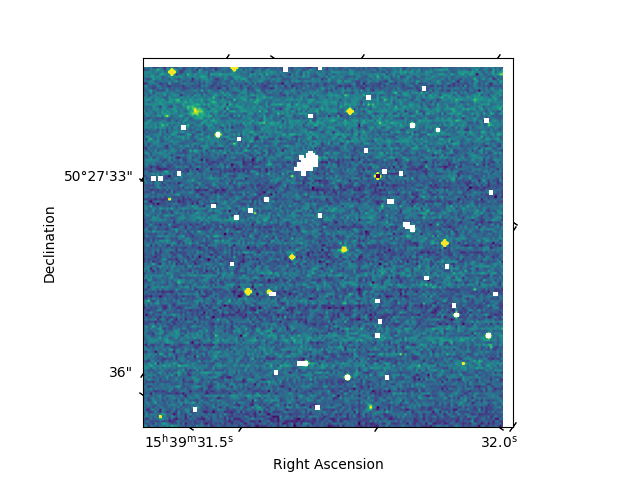 50°27'33"
Declination
36"
15ʰ39ᵐ31.5ˢ
32.0ˢ
Right Ascension